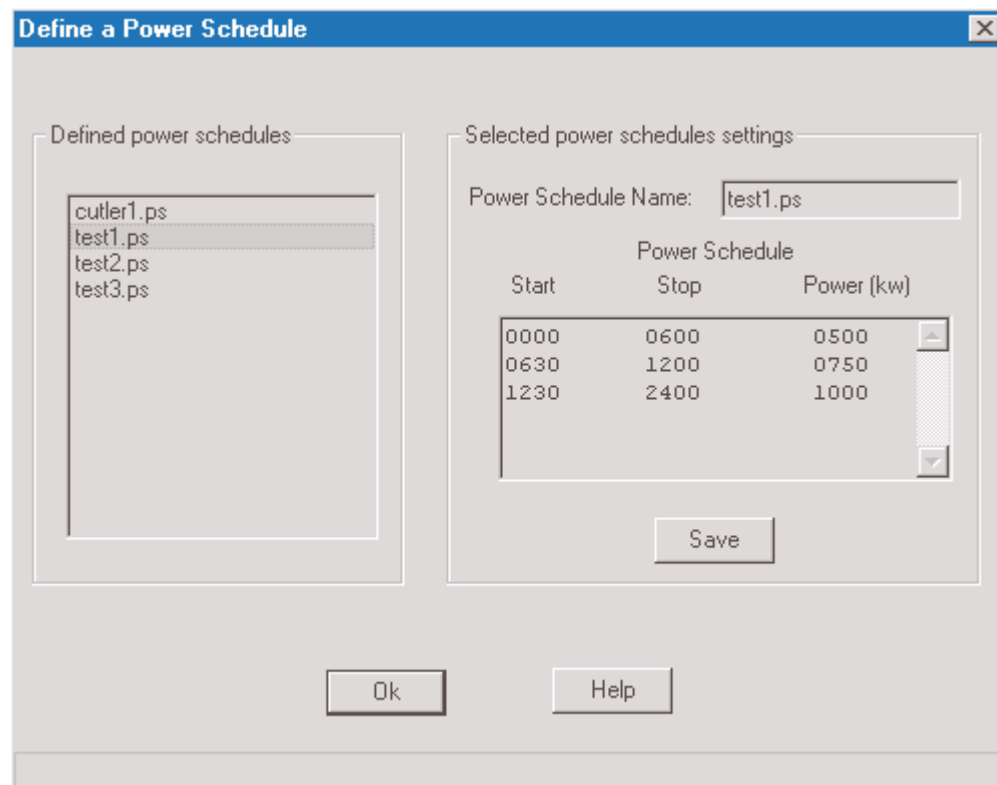 Define a Power Schedule
Defined power schedules
cutler1.ps
test1.ps
test2.ps
test3.ps
Selected power schedules settings
Power Schedule Name: test1.ps
Power Schedule
Start Stop Power (kw)
0000 0600 0500
0630 1200 0750
1230 2400 1000
Save
Ok Help